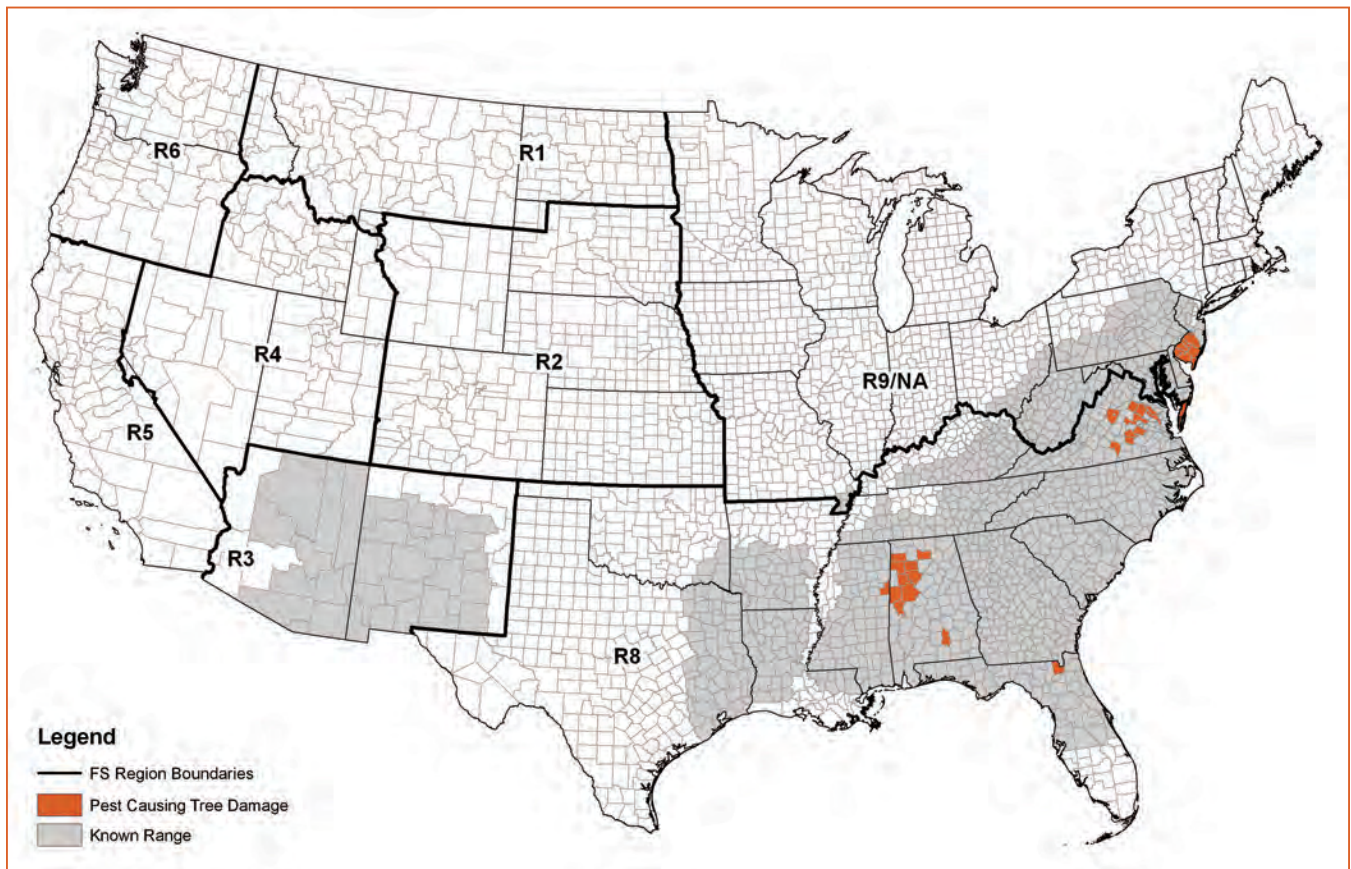 R6
R1
R4
R2
R9/NA
R5
R3
R8
Legend
FS Region Boundaries
Pest Causing Tree Damage
Known Range